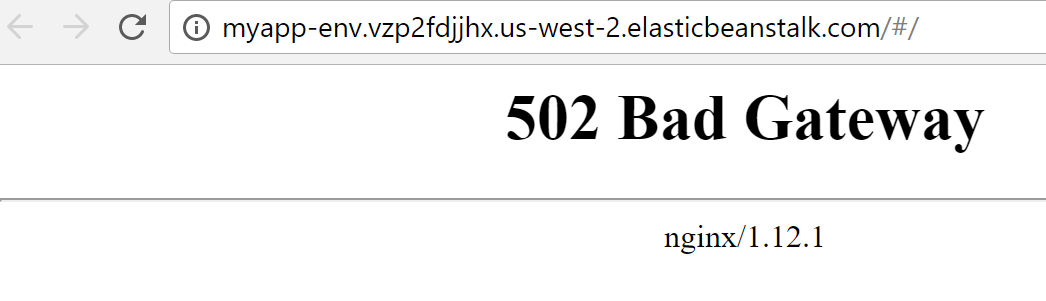 myapp-env.vzp2fdjjhx.us-west-2.elasticbeanstalk.com/#/
502 Bad Gateway
nginx/1.12.1